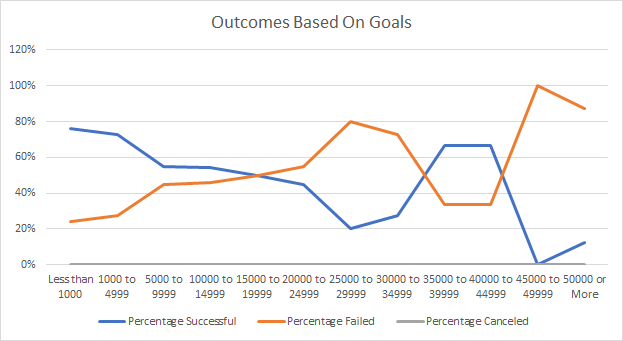 Outcomes Based On Goals
120%
100%
80%
60%
40%
20%
0%
Less than 1000 to 5000 to 10000 to 15000 to 20000 to 25000 to 30000 to 35000 to 40000 to 45000 to 50000 or
1000 4999 9999 14999 19999 24999 29999 34999 39999 44999 49999 More
Percentage Successful Percentage Failed Percentage Canceled